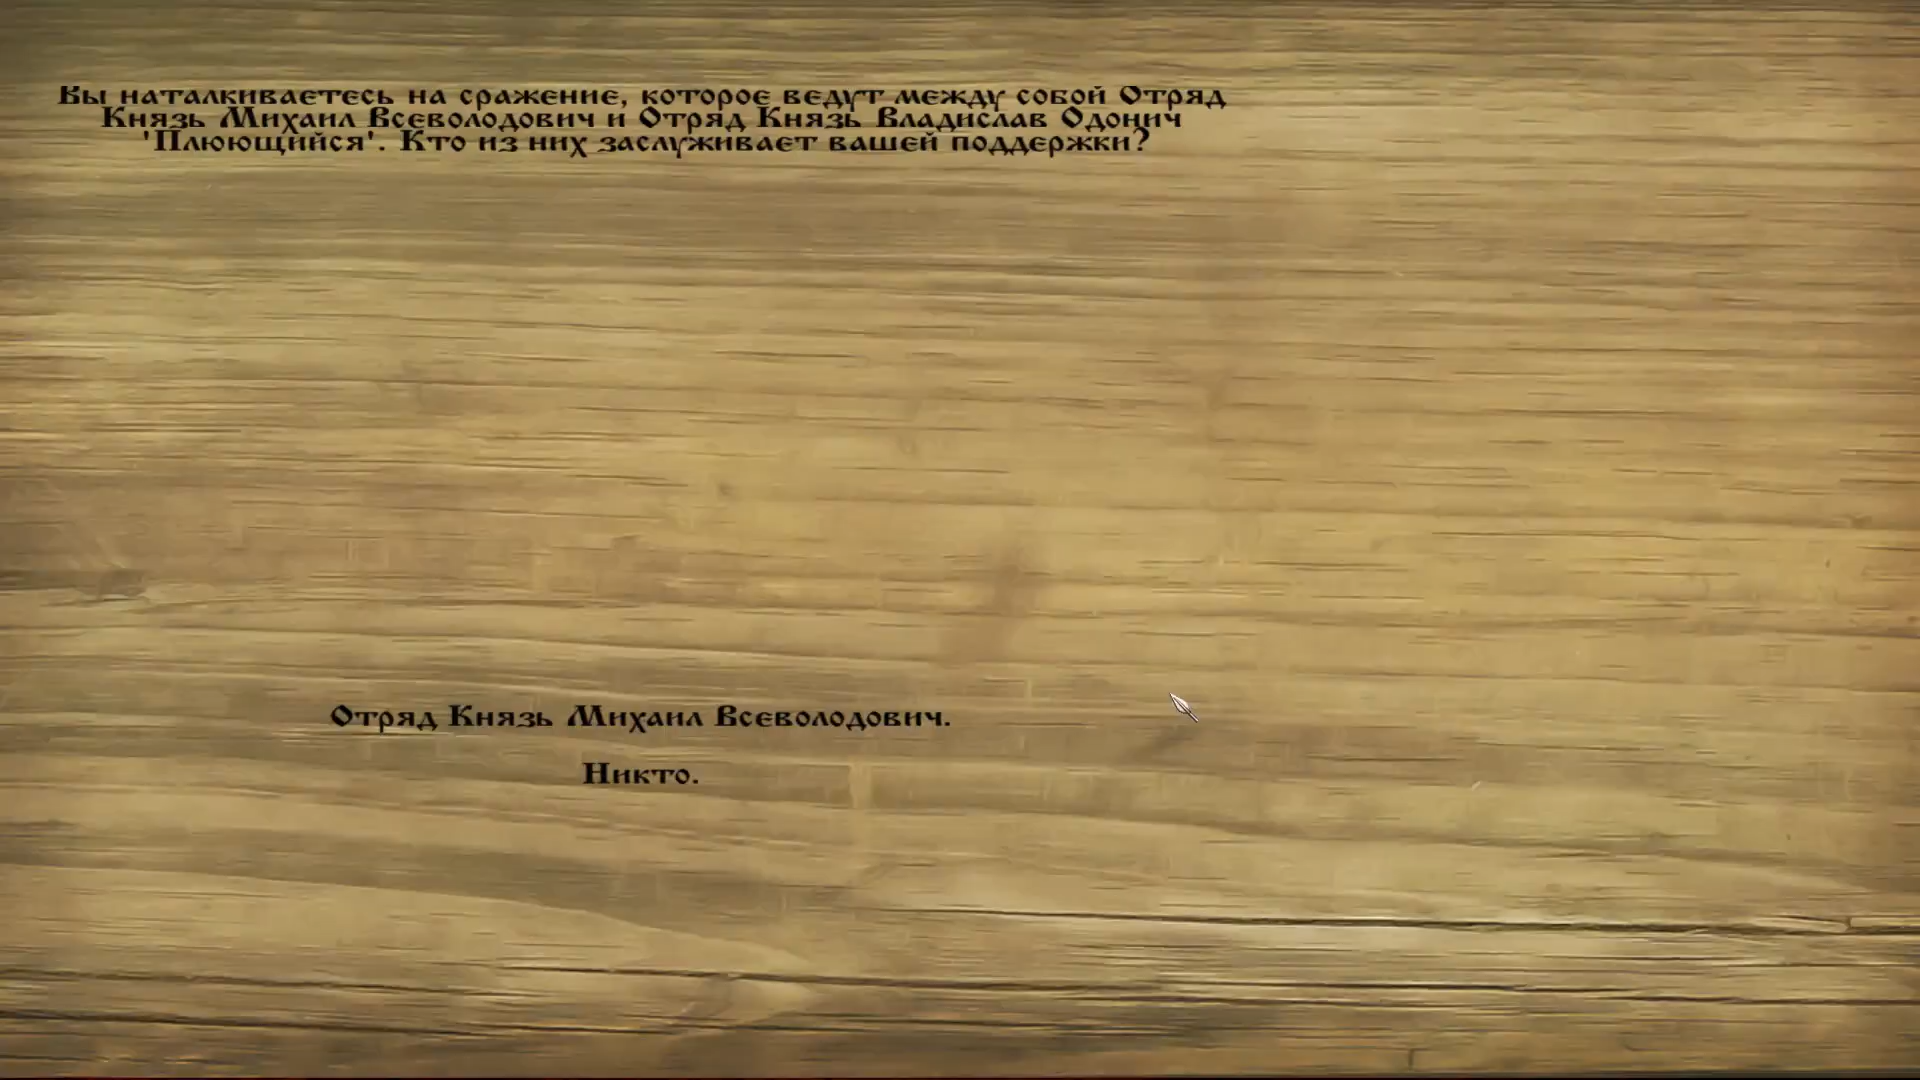 Вы наталкиваетесь на сражение, которое ведут между собой Отряд
Князь Михаил Всеволодович и Отряд Князь Владислав Одонич
'Плюющийся'. Кто из них заслуживает вашей поддержки?
Отряд Князь Михаил Всеволодович.
Никто.